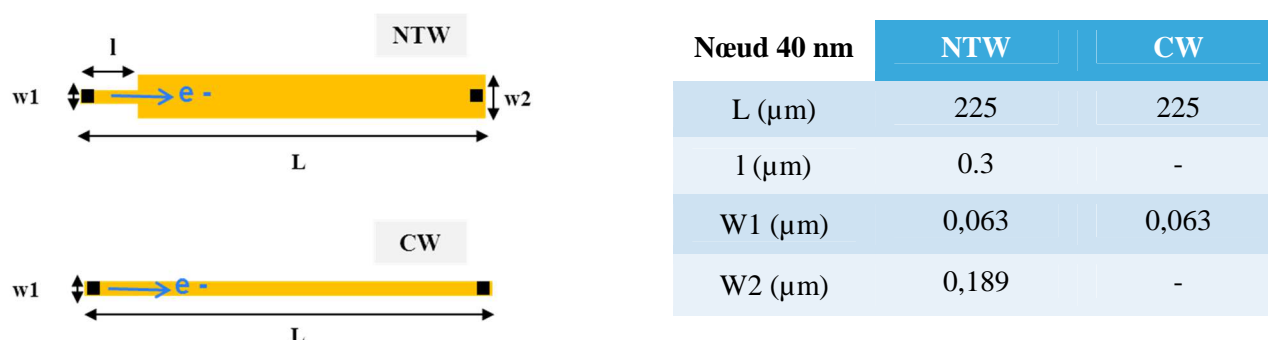 NTW
l
w1
e -
w2
L
CW
w1
e -
L
Nœud 40 nm NTW CW
L (µm) 225 225
l (µm) 0.3 -
W1 (µm) 0,063 0,063
W2 (µm) 0,189 -